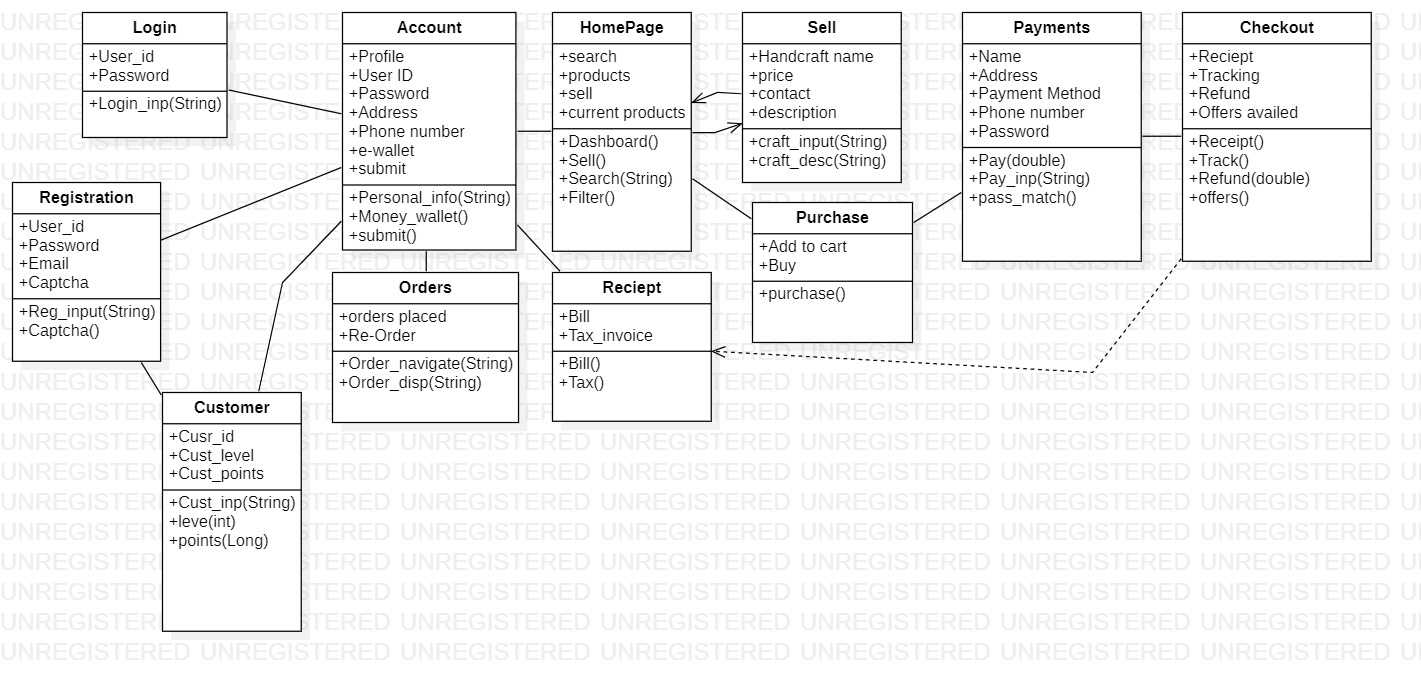 Login
+User_id
+Password
+Login_inp(String)
Account
+Profile
+User ID
+Password
+Address
+Phone number
+e-wallet
+submit
+Personal_info(String)
+Money_wallet()
+submit()
HomePage
+search
+products
+sell
+current products
+Dashboard()
+Sell()
+Search(String)
+Filter()
Sell
+Handcraft name
+price
+contact
+description
+craft_input(String)
+craft_desc(String)
Payments
+Name
+Address
+Payment Method
+Phone number
+Password
+Pay(double)
+Pay_inp(String)
+pass_match()
Checkout
+Reciept
+Tracking
+Refund
+Offers availed
+Receipt()
+Track()
+Refund(double)
+offers()
Registration
+User_id
+Password
+Email
+Captcha
+Reg_input(String)
+Captcha()
Purchase
+Add to cart
+Buy
+purchase()
Orders
+orders placed
+Re-Order
+Order_navigate(String)
+Order_disp(String)
Reciept
+Bill
+Tax_invoice
+Bill()
+Tax()
Customer
+Cusr_id
+Cust_level
+Cust_points
+Cust_inp(String)
+leve(int)
+points(Long)
UNREGISTERED UNREGISTERED UNREGISTERED UNREGISTERED UNREGISTERED UNREGISTERED UNREGISTERED